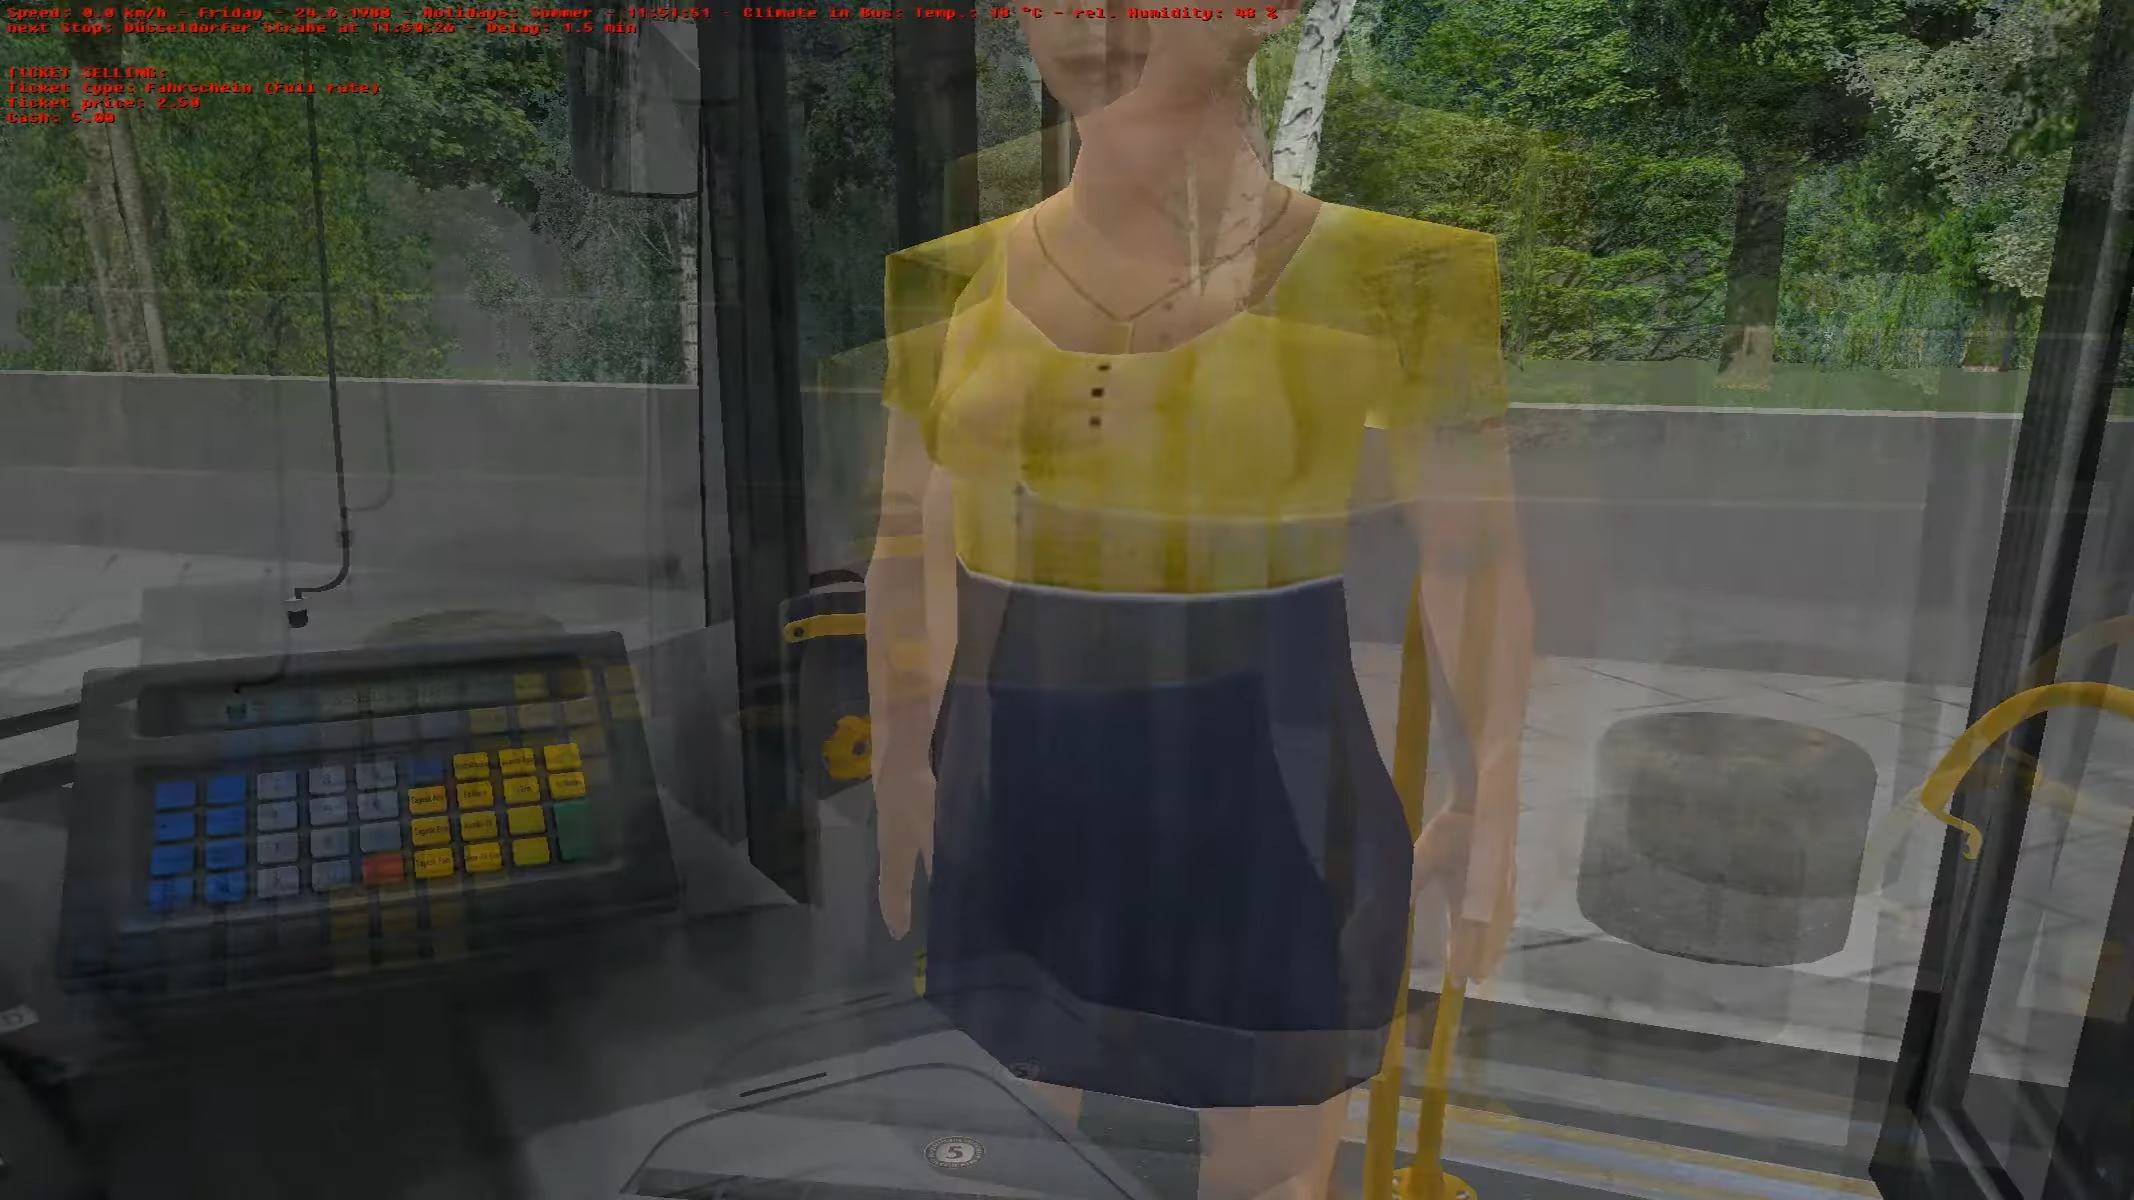 Speed: 0.0 km/h - Friday - 24.6.1988 - Holidays: Summer - 11:51:51 - Climate in Bus: Temp.: 18 °C - rel. Humidity: 48 %
next Stop: Düsseldorfer Straße at 11:50:26 - Delay: 1.5 min
TICKET SELLING:
Ticket type: Fahrschein (Full rate)
Ticket price: 2.50
Cash: 5.00
5